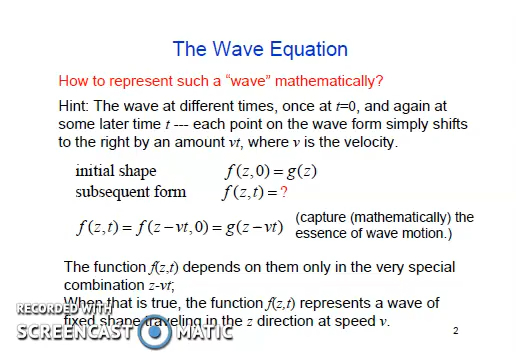 The Wave Equation
How to represent such a “wave” mathematically?
Hint: The wave at different times, once at t=0, and again at
some later time t --- each point on the wave form simply shifts
to the right by an amount vt, where v is the velocity.
initial shape f(z,0) = g(z)
subsequent form f(z,t) = ?
f(z,t) = f(z−vt,0) = g(z−vt) (capture (mathematically) the
essence of wave motion.)
The function f(z,t) depends on them only in the very special
combination z-vt;
When that is true, the function f(z,t) represents a wave of
fixed shape traveling in the z direction at speed v.
RECORDED WITH
SCREENCAST MATIC
2